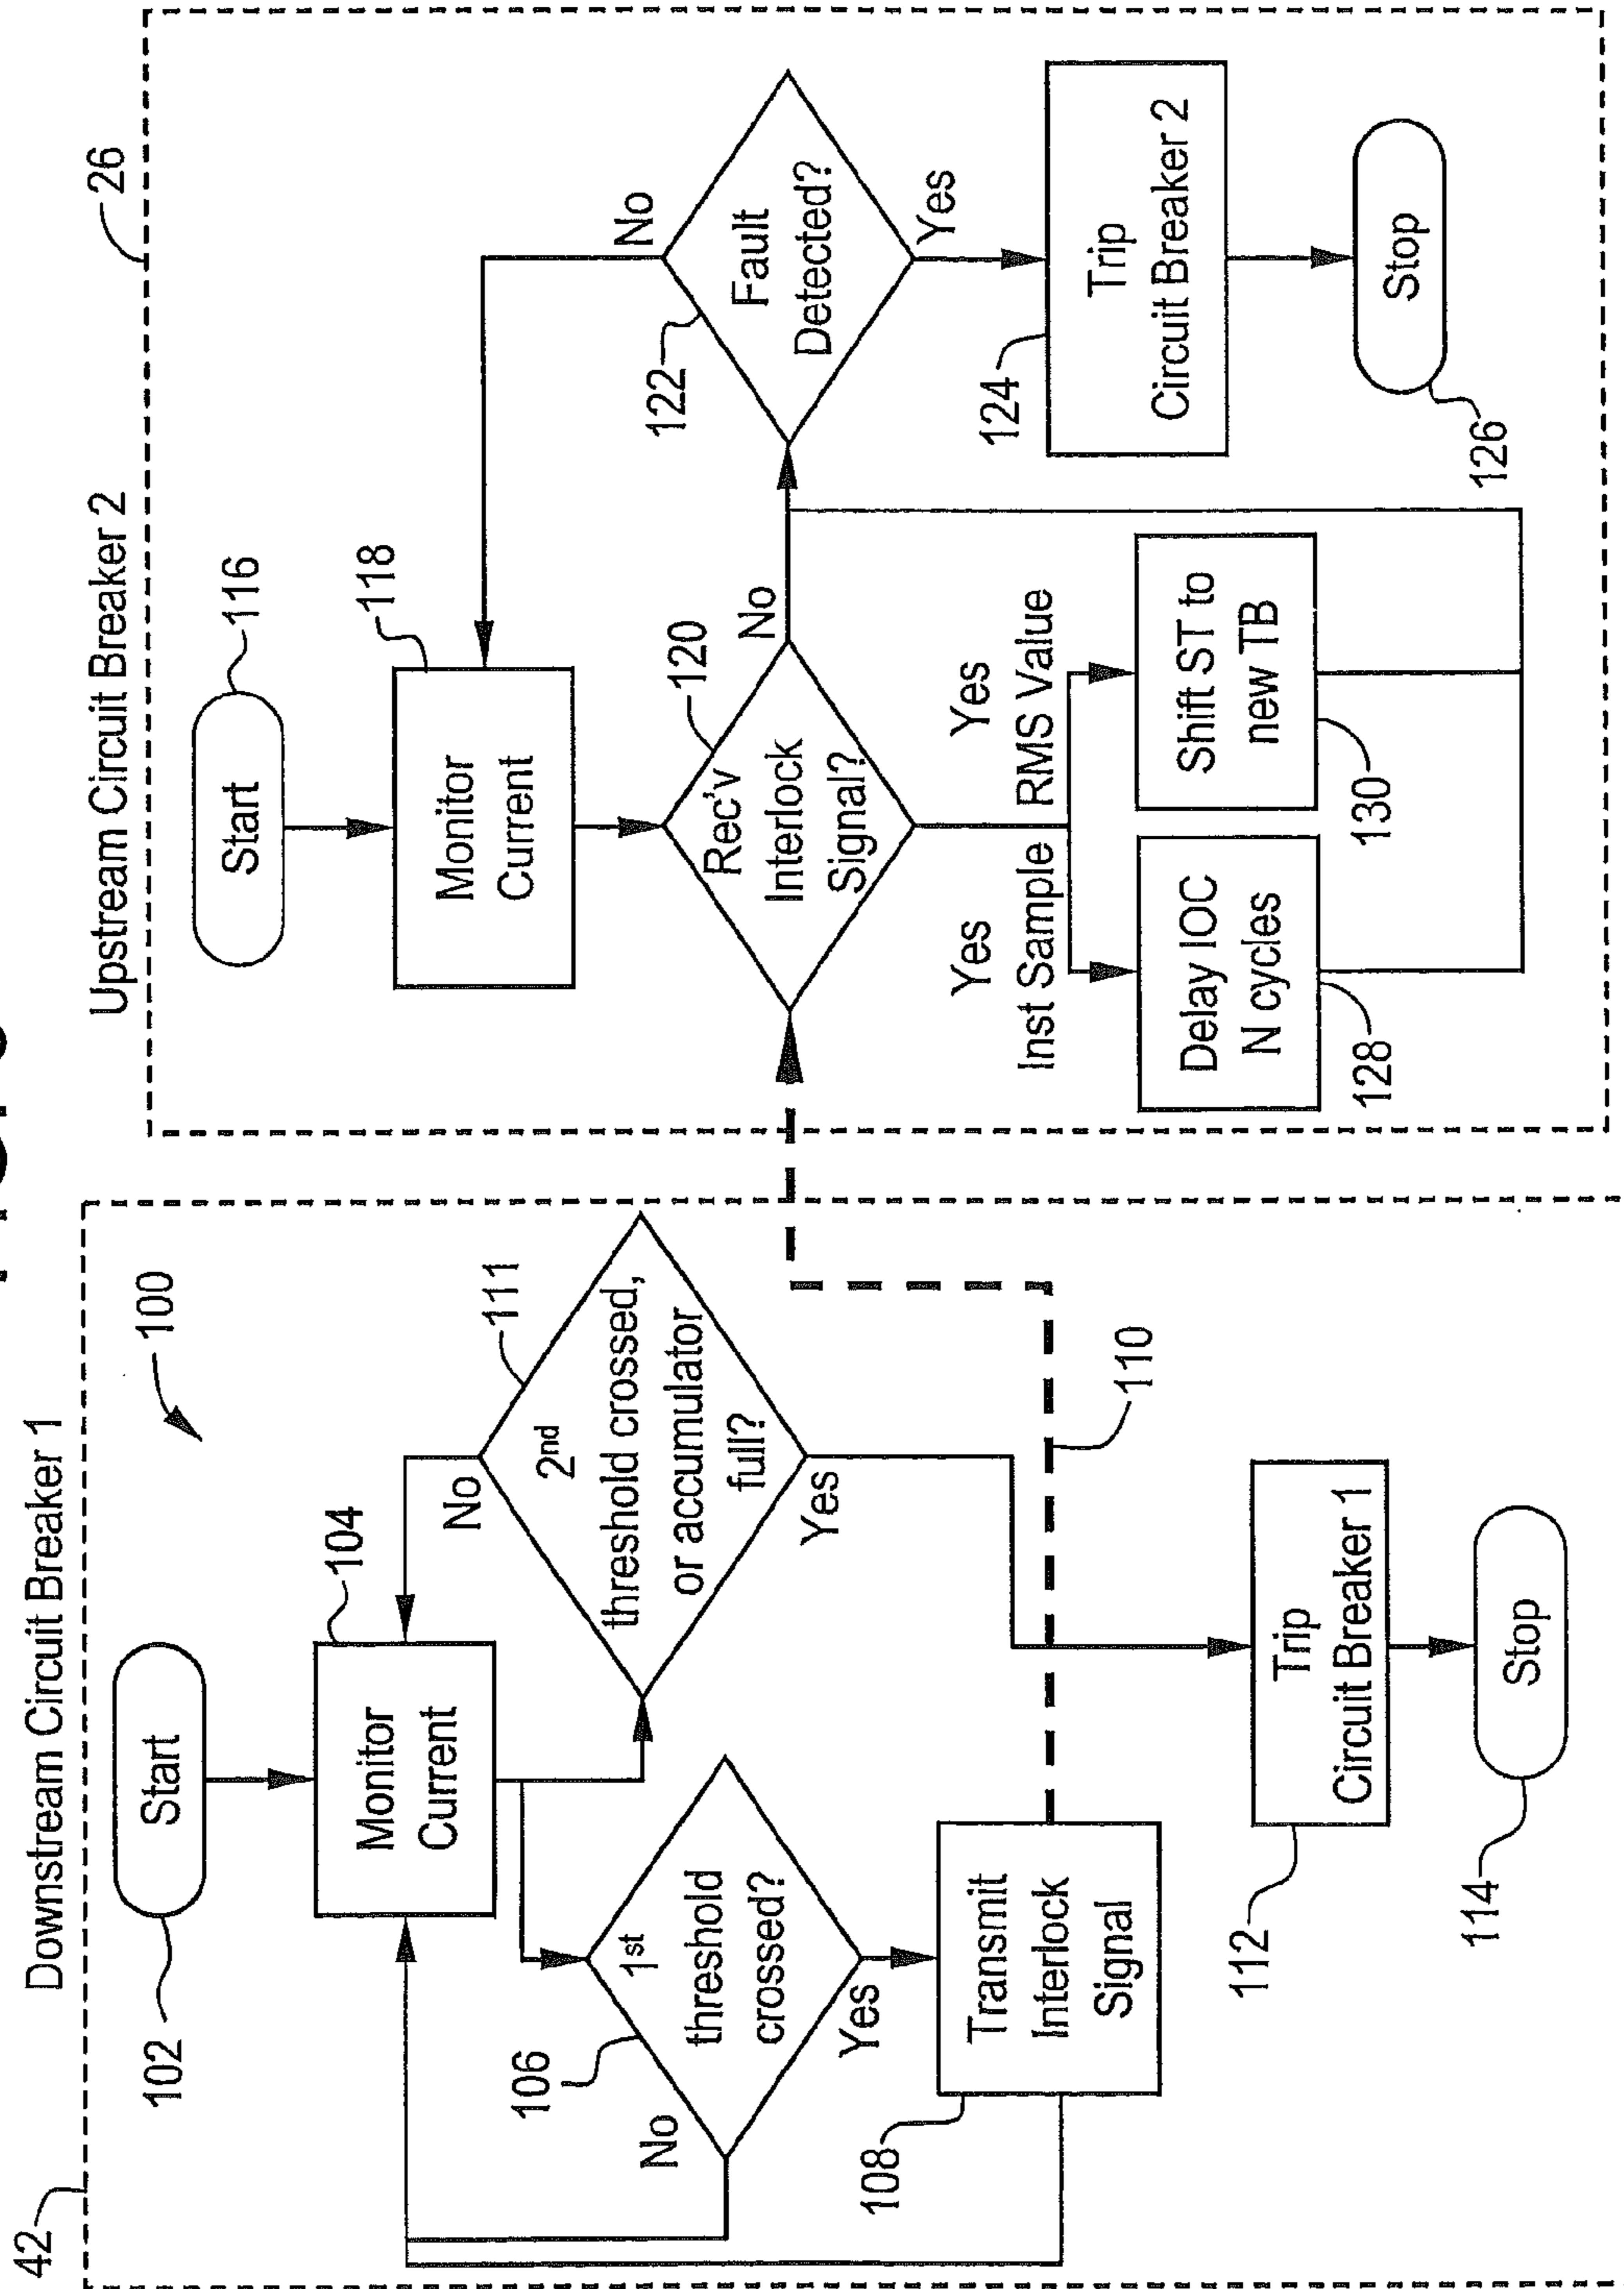 Downstream Circuit Breaker 1
42
100
Start
102
Monitor
Current
104
No
1st
threshold
crossed?
106
No
Yes
2nd
threshold crossed,
or accumulator
full?
111
Yes
Transmit
Interlock
Signal
108
110
Trip
Circuit Breaker 1
112
Stop
114
Upstream Circuit Breaker 2
26
Start
116
Monitor
Current
118
Rec'v
Interlock
Signal?
120
No
Fault
Detected?
122
No
Yes
Yes
Inst Sample
Yes
RMS Value
Delay IOC
N cycles
128
Shift ST to
new TB
130
Trip
Circuit Breaker 2
124
Stop
126